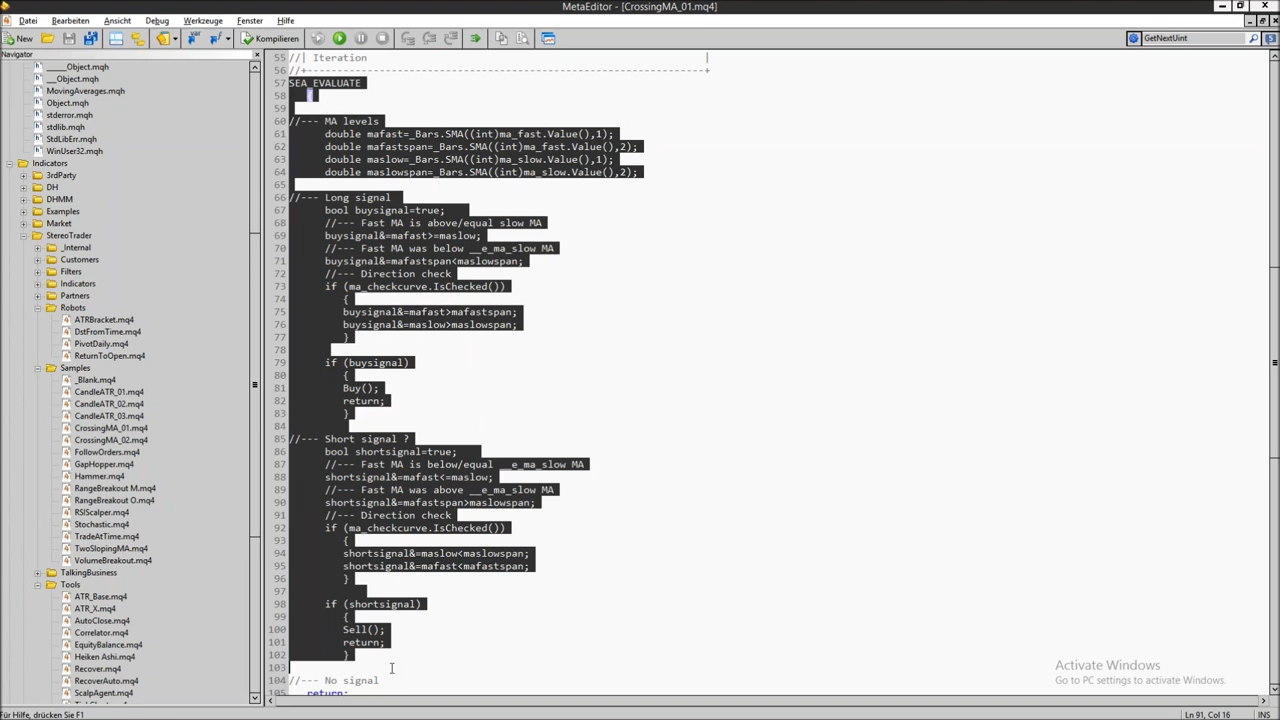 MetaEditor - [CrossingMA_01.mq4]
Datei Bearbeiten Ansicht Debug Werkzeuge Fenster Hilfe
New Kompilieren GetNextUint
Navigator
_____Object.mqh
__Object.mqh
MovingAverages.mqh
Object.mqh
stderror.mqh
stdlib.mqh
StdLibErr.mqh
WinUser32.mqh
Indicators
3rdParty
DH
DHMM
Examples
Market
StereoTrader
_Internal
Customers
Filters
Indicators
Partners
Robots
ATRBracket.mq4
DstFromTime.mq4
PivotDaily.mq4
ReturnToOpen.mq4
Samples
_Blank.mq4
CandleATR_01.mq4
CandleATR_02.mq4
CandleATR_03.mq4
CrossingMA_01.mq4
CrossingMA_02.mq4
FollowOrders.mq4
GapHopper.mq4
Hammer.mq4
RangeBreakout M.mq4
RangeBreakout O.mq4
RSIScalper.mq4
Stochastic.mq4
TradeAtTime.mq4
TwoSlopingMA.mq4
VolumeBreakout.mq4
TalkingBusiness
Tools
ATR_Base.mq4
ATR_X.mq4
AutoClose.mq4
Correlator.mq4
EquityBalance.mq4
Heiken Ashi.mq4
Recover.mq4
RecoverAuto.mq4
ScalpAgent.mq4
55 //| Iteration |
56 //+------------------------------------------------------------------+
57 SEA_EVALUATE
58 {
59
60 //--- MA levels
61 double mafast=_Bars.SMA((int)ma_fast.Value(),1);
62 double mafastspan=_Bars.SMA((int)ma_fast.Value(),2);
63 double maslow=_Bars.SMA((int)ma_slow.Value(),1);
64 double maslowspan=_Bars.SMA((int)ma_slow.Value(),2);
65
66 //--- Long signal
67 bool buysignal=true;
68 //--- Fast MA is above/equal slow MA
69 buysignal&=mafast>=maslow;
70 //--- Fast MA was below __e_ma_slow MA
71 buysignal&=mafastspan<maslowspan;
72 //--- Direction check
73 if (ma_checkcurve.IsChecked())
74 {
75 buysignal&=mafast>mafastspan;
76 buysignal&=maslow>maslowspan;
77 }
78
79 if (buysignal)
80 {
81 Buy();
82 return;
83 }
84
85 //--- Short signal ?
86 bool shortsignal=true;
87 //--- Fast MA is below/equal __e_ma_slow MA
88 shortsignal&=mafast<=maslow;
89 //--- Fast MA was above __e_ma_slow MA
90 shortsignal&=mafastspan>maslowspan;
91 //--- Direction check
92 if (ma_checkcurve.IsChecked())
93 {
94 shortsignal&=maslow<maslowspan;
95 shortsignal&=mafast<mafastspan;
96 }
97
98 if (shortsignal)
99 {
100 Sell();
101 return;
102 }
103
104 //--- No signal
105 return;
Activate Windows
Go to PC settings to activate Windows.
Für Hilfe, drücken Sie F1 Ln 91, Col 16 INS